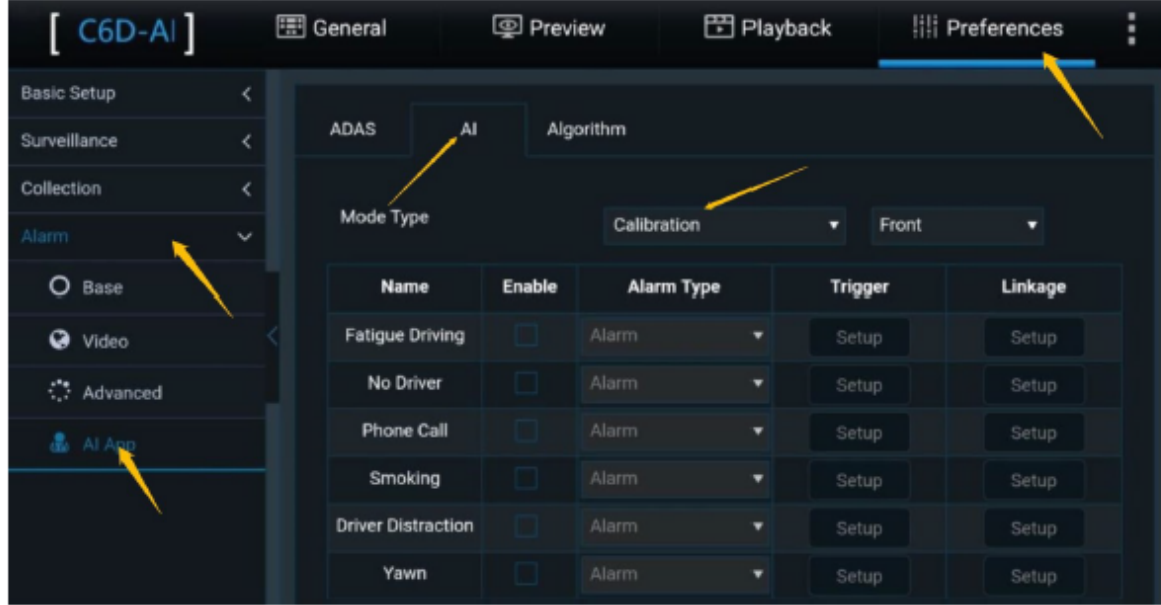 [ C6D-AI ] General Preview Playback Preferences
Basic Setup
Surveillance
Collection
Alarm
Base
Video
Advanced
AI App
ADAS AI Algorithm
Mode Type Calibration Front
Name Enable Alarm Type Trigger Linkage
Fatigue Driving Alarm Setup Setup
No Driver Alarm Setup Setup
Phone Call Alarm Setup Setup
Smoking Alarm Setup Setup
Driver Distraction Alarm Setup Setup
Yawn Alarm Setup Setup